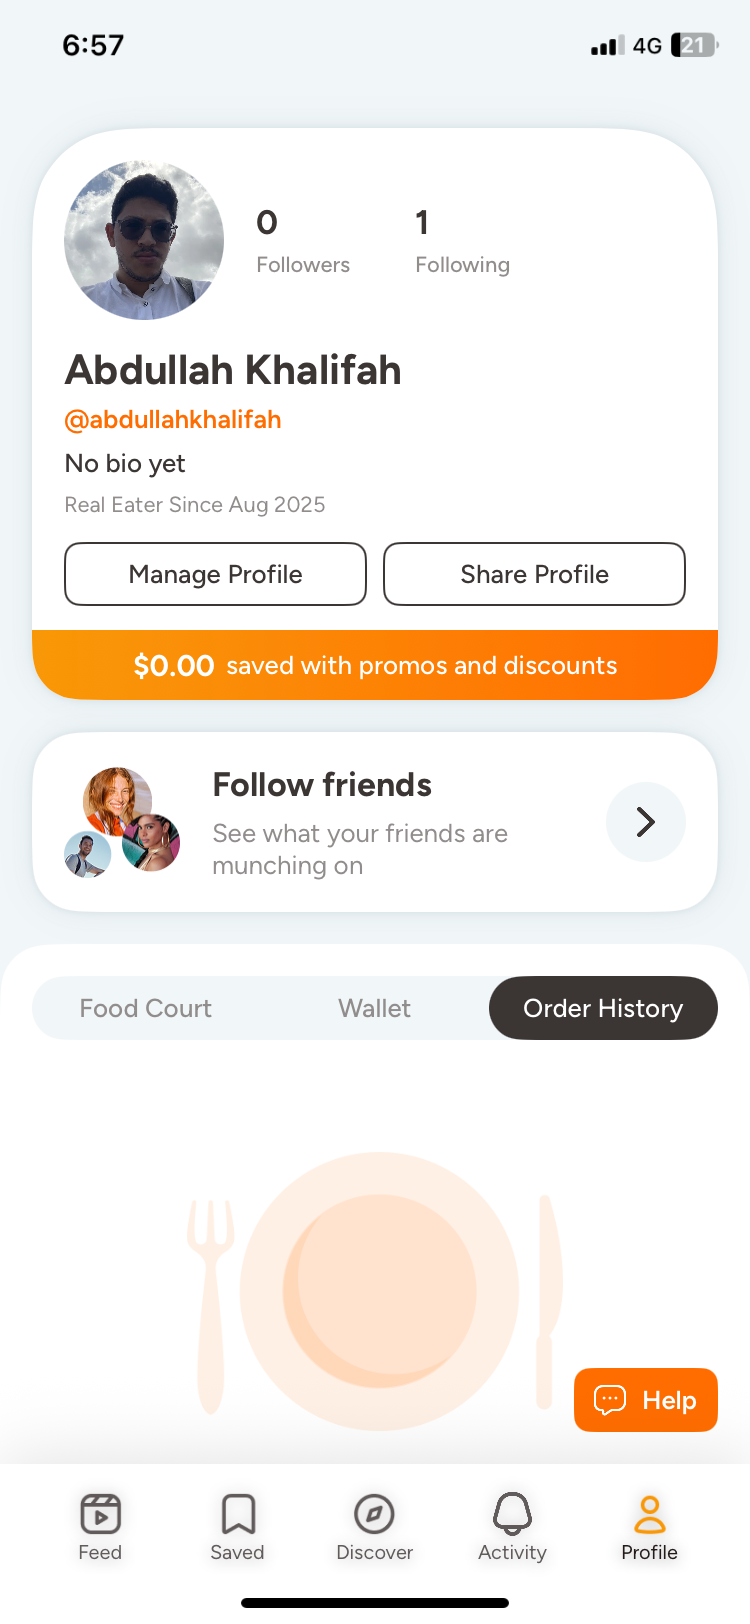 6:57
4G
21
0
1
Followers
Following
Abdullah Khalifah
@abdullahkhalifah
No bio yet
Real Eater Since Aug 2025
Manage Profile
Share Profile
$0.00 saved with promos and discounts
Follow friends
See what your friends are
munching on
Food Court
Wallet
Order History
Help
Feed
Saved
Discover
Activity
Profile